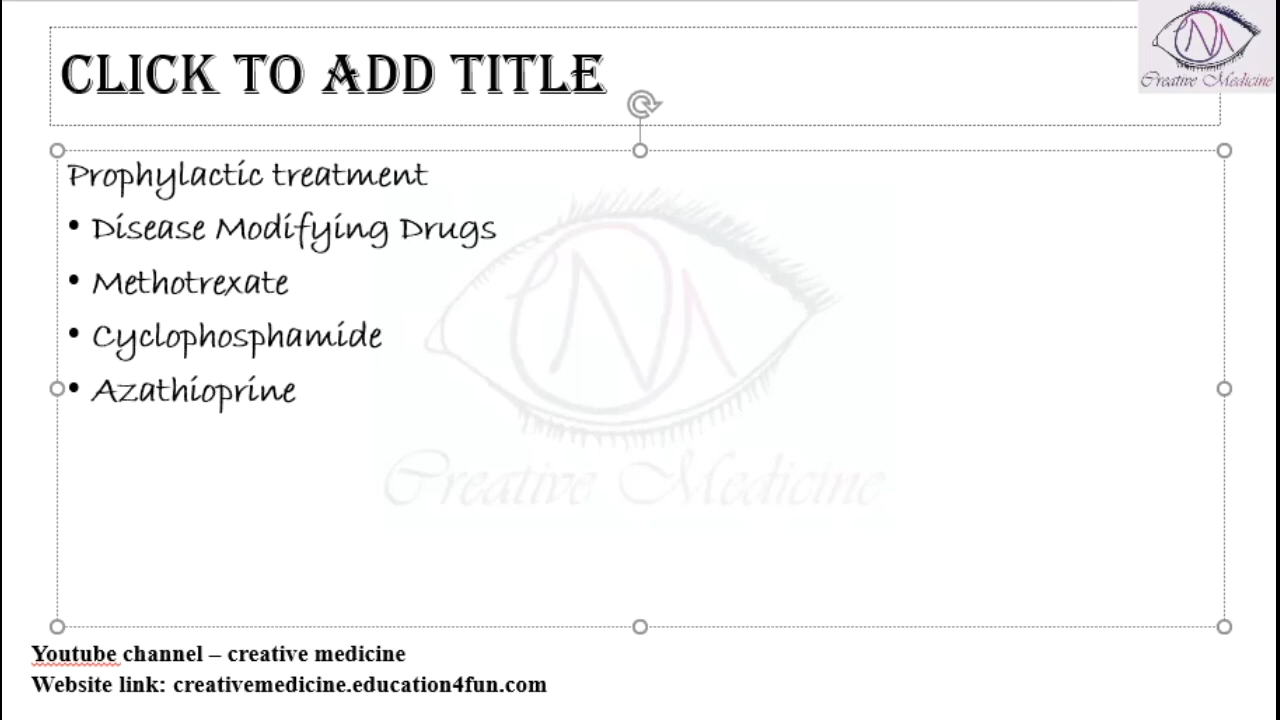 CLICK TO ADD TITLE
Creative Medicine
Prophylactic treatment
• Disease Modifying Drugs
• Methotrexate
• Cyclophosphamide
• Azathioprine
Creative Medicine
Youtube channel – creative medicine
Website link: creativemedicine.education4fun.com